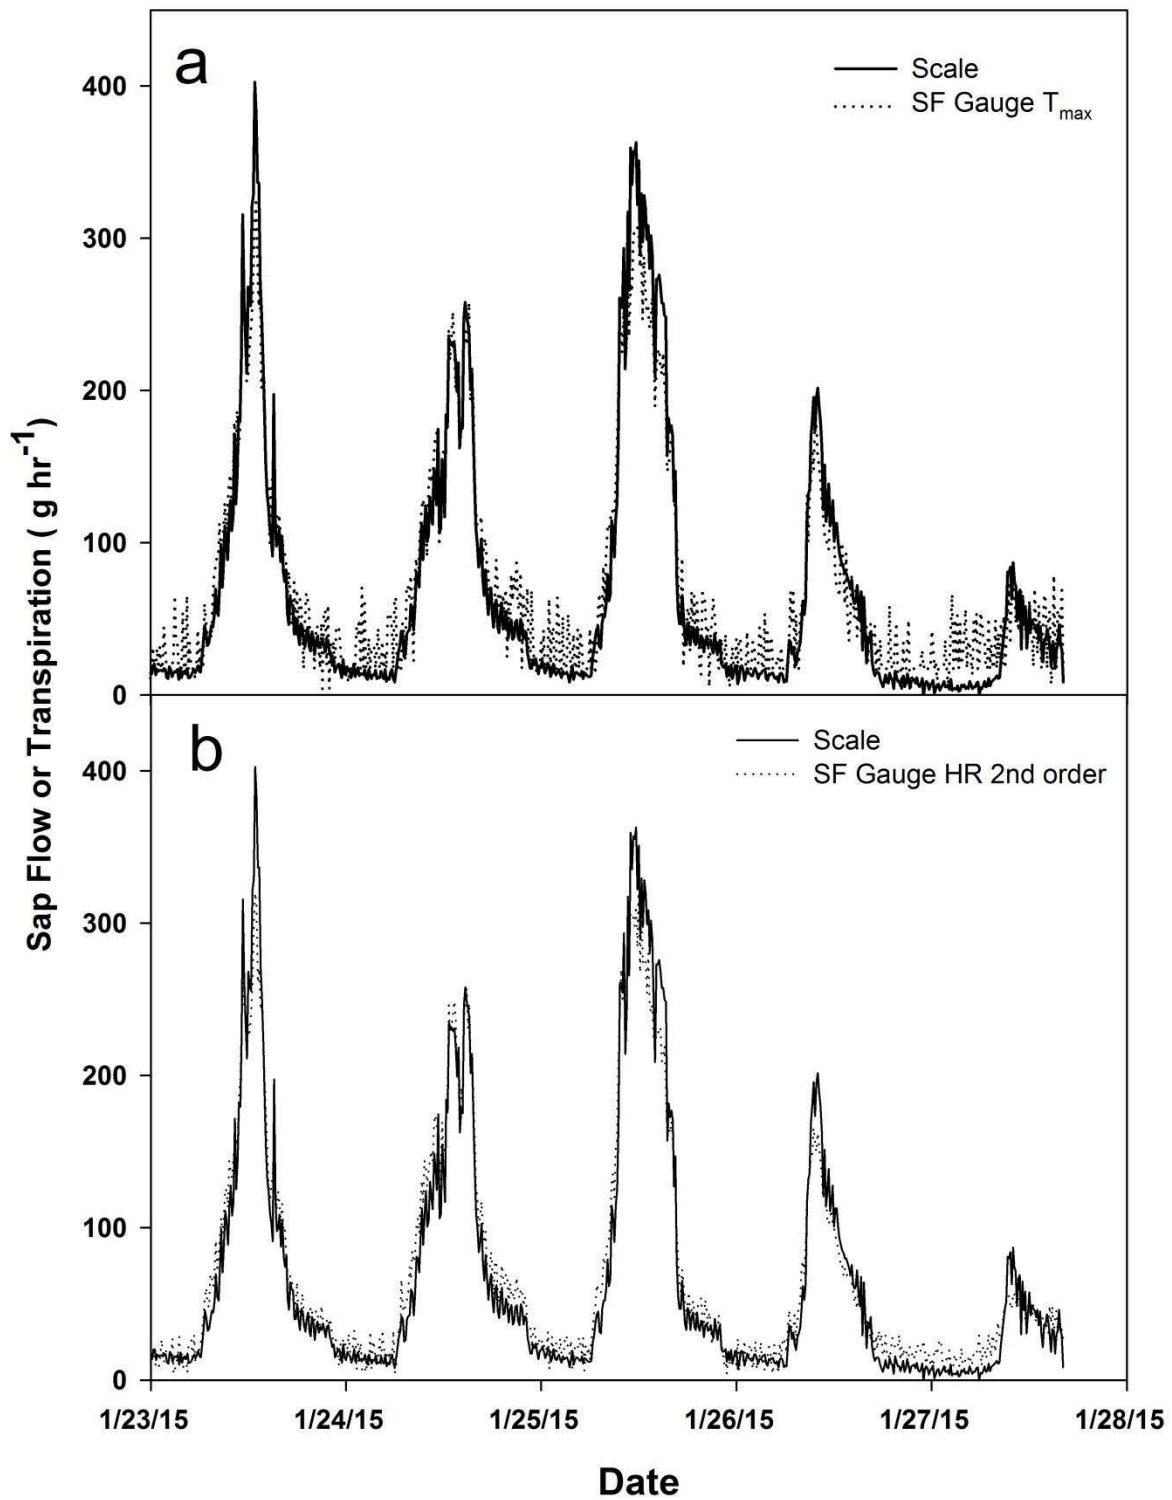 a
Scale
SF Gauge Tmax
400
300
200
100
0
Sap Flow or Transpiration ( g hr-1)
b
Scale
SF Gauge HR 2nd order
400
300
200
100
0
1/23/15 1/24/15 1/25/15 1/26/15 1/27/15 1/28/15
Date